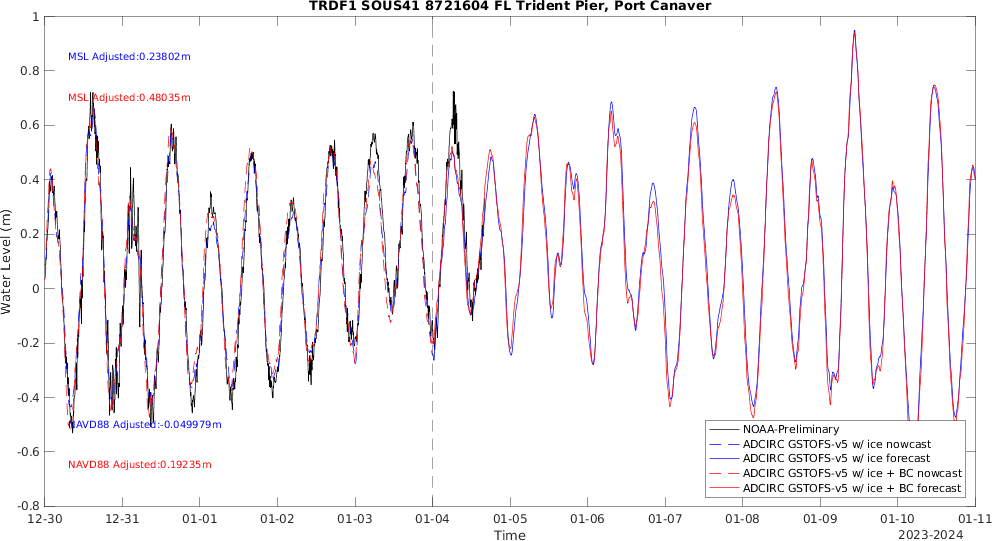 TRDF1 SOUS41 8721604 FL Trident Pier, Port Canaver
1
0.8
0.6
0.4
0.2
0
-0.2
-0.4
-0.6
-0.8
Water Level (m)
MSL Adjusted:0.23802m
MSL Adjusted:0.48035m
NAVD88 Adjusted:-0.049979m
NAVD88 Adjusted:0.19235m
NOAA-Preliminary
ADCIRC GSTOFS-v5 w/ ice nowcast
ADCIRC GSTOFS-v5 w/ ice forecast
ADCIRC GSTOFS-v5 w/ ice + BC nowcast
ADCIRC GSTOFS-v5 w/ ice + BC forecast
12-30 12-31 01-01 01-02 01-03 01-04 01-05 01-06 01-07 01-08 01-09 01-10 01-11
Time
2023-2024